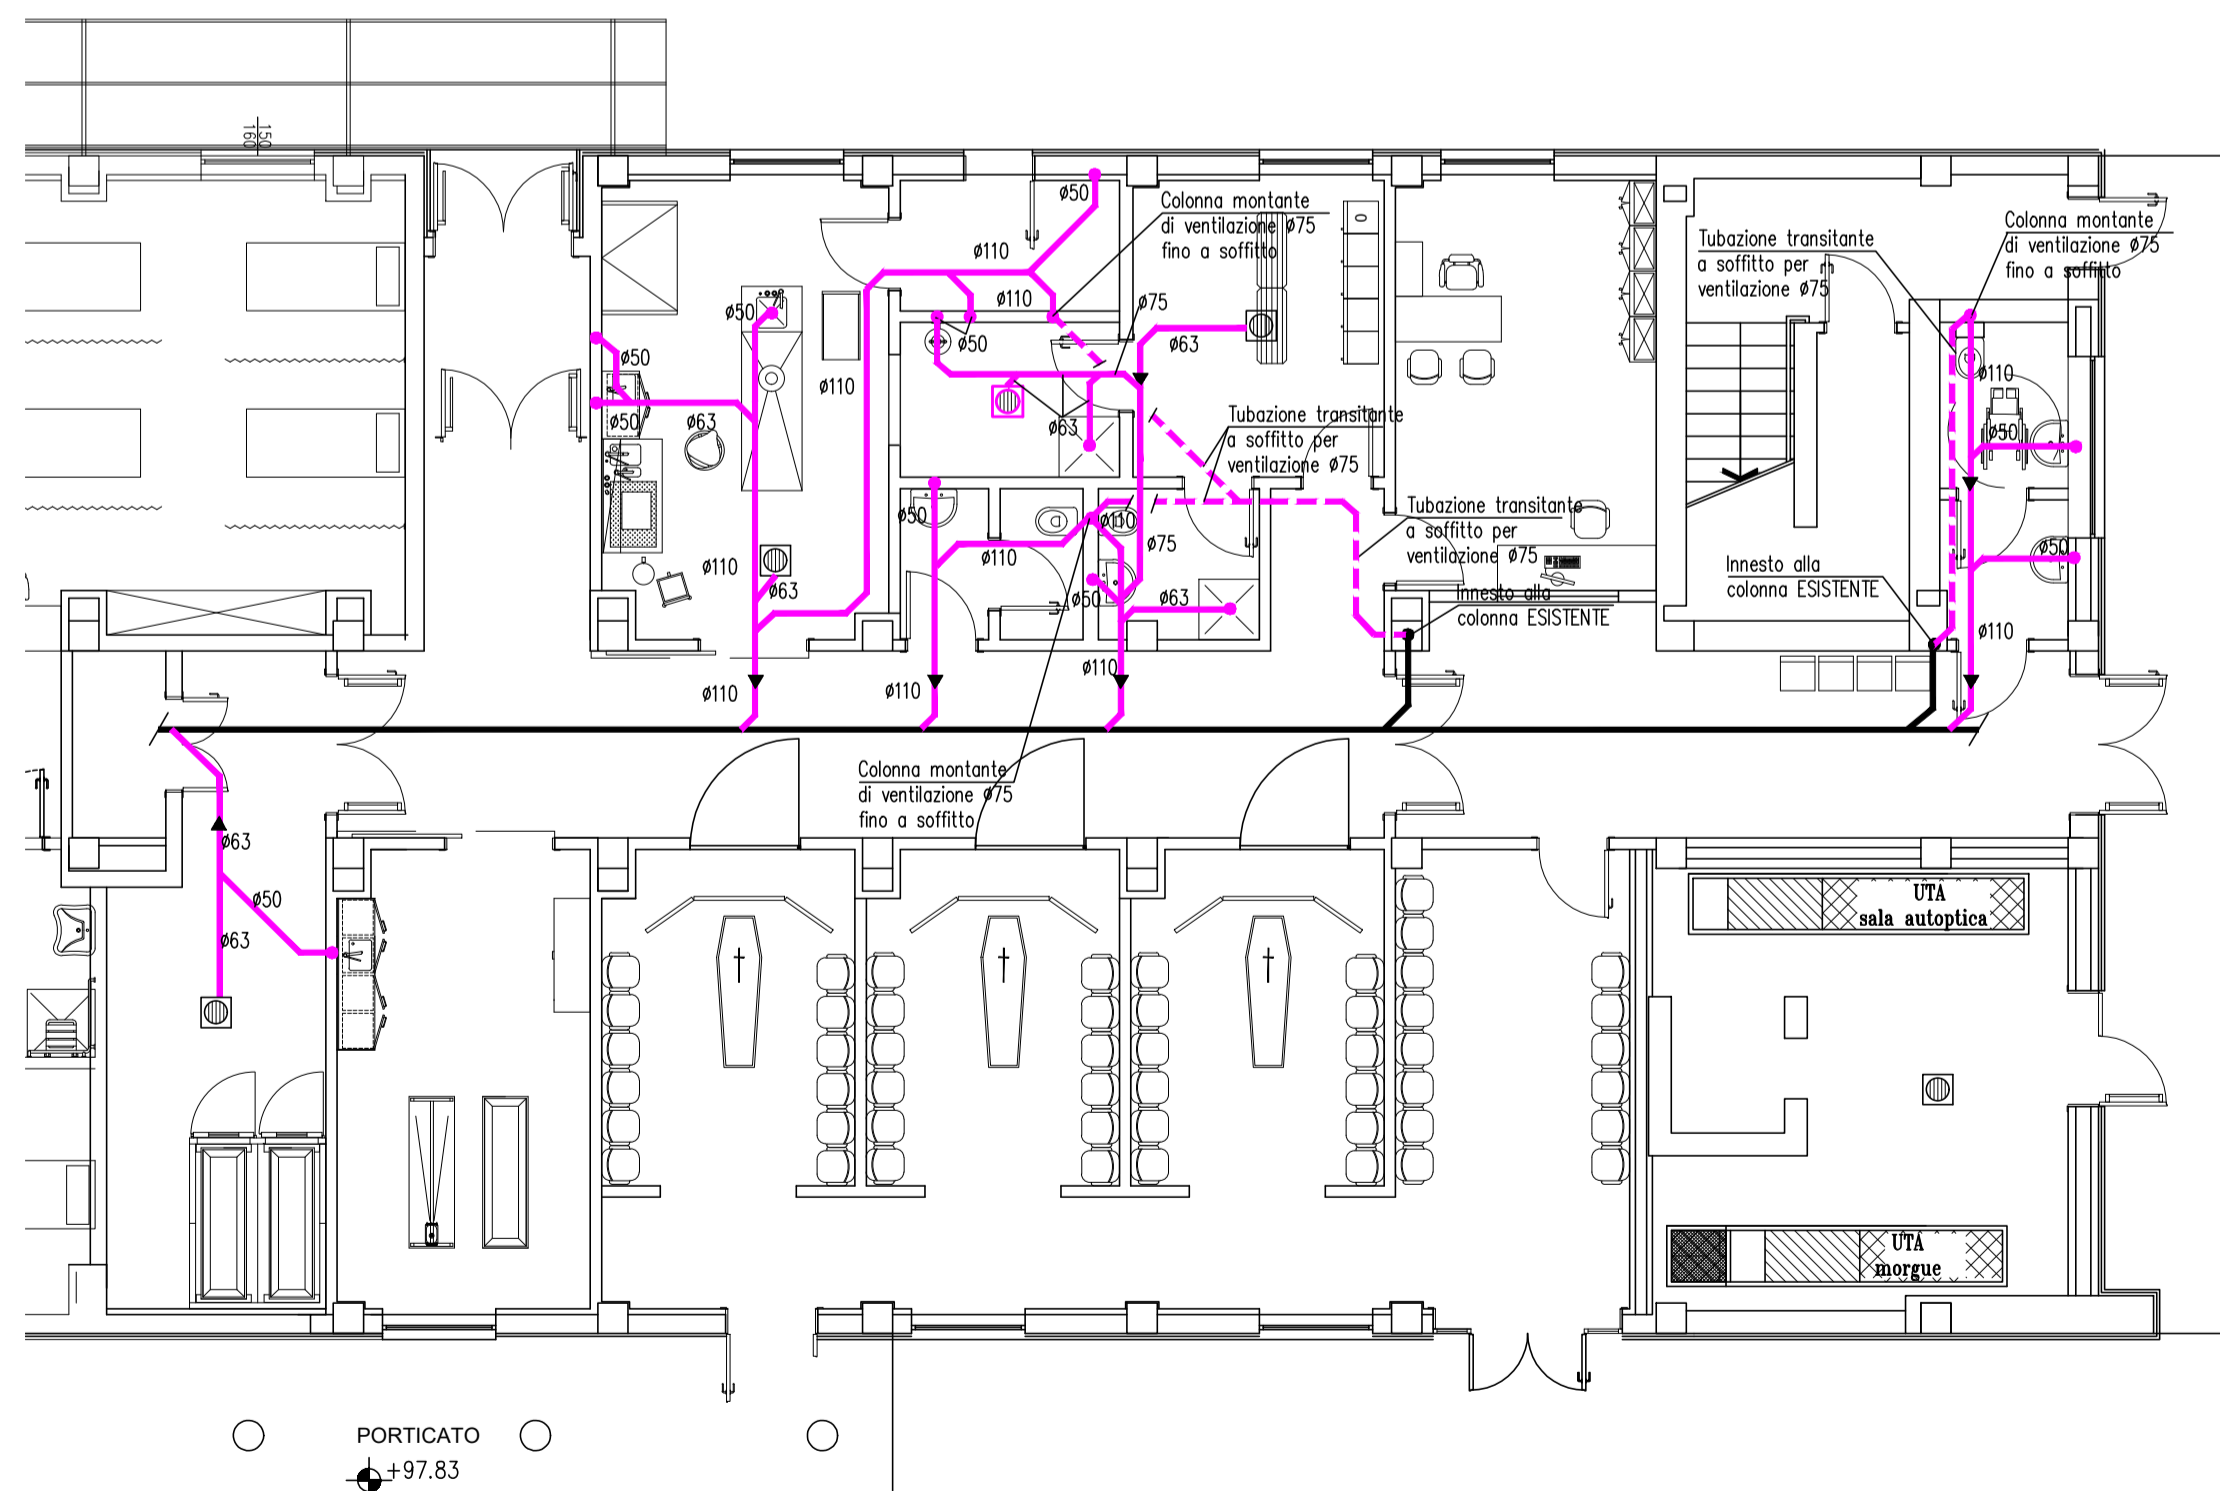 150
160
ø50
Colonna montante
di ventilazione ø75
fino a soffitto
Colonna montante
di ventilazione ø75
fino a soffitto
Tubazione transitante
a soffitto per
ventilazione ø75
ø110
ø110
ø75
ø50
ø50
ø63
ø50
ø110
ø110
ø50
ø63
ø63
ø50
Tubazione transitante
a soffitto per
ventilazione ø75
ø50
ø110
Tubazione transitante
a soffitto per
ventilazione ø75
ø75
ø110
ø110
ø50
Innesto alla
colonna ESISTENTE
ø63
ø50
ø63
Innesto alla
colonna ESISTENTE
ø110
ø110
ø110
ø110
Colonna montante
di ventilazione ø75
fino a soffitto
ø63
ø50
ø63
UTA
sala autoptica
UTA
morgue
PORTICATO
+97.83